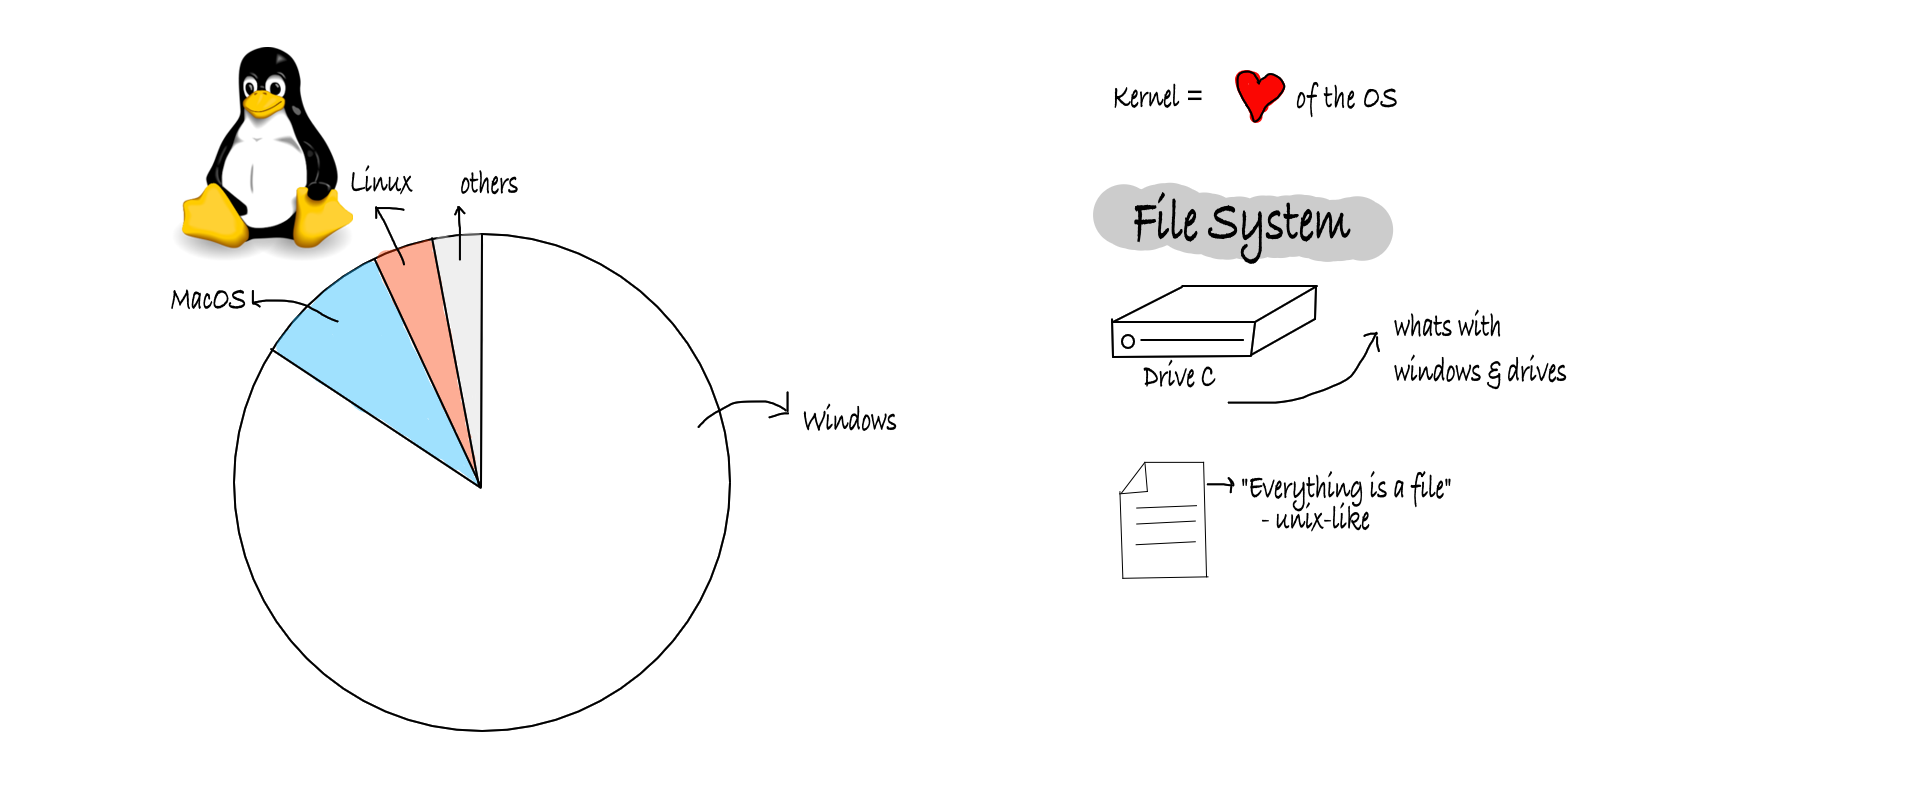 Linux
others
MacOS
Windows
Kernel =
of the OS
File System
Drive C
whats with
windows & drives
"Everything is a file"
- unix-like